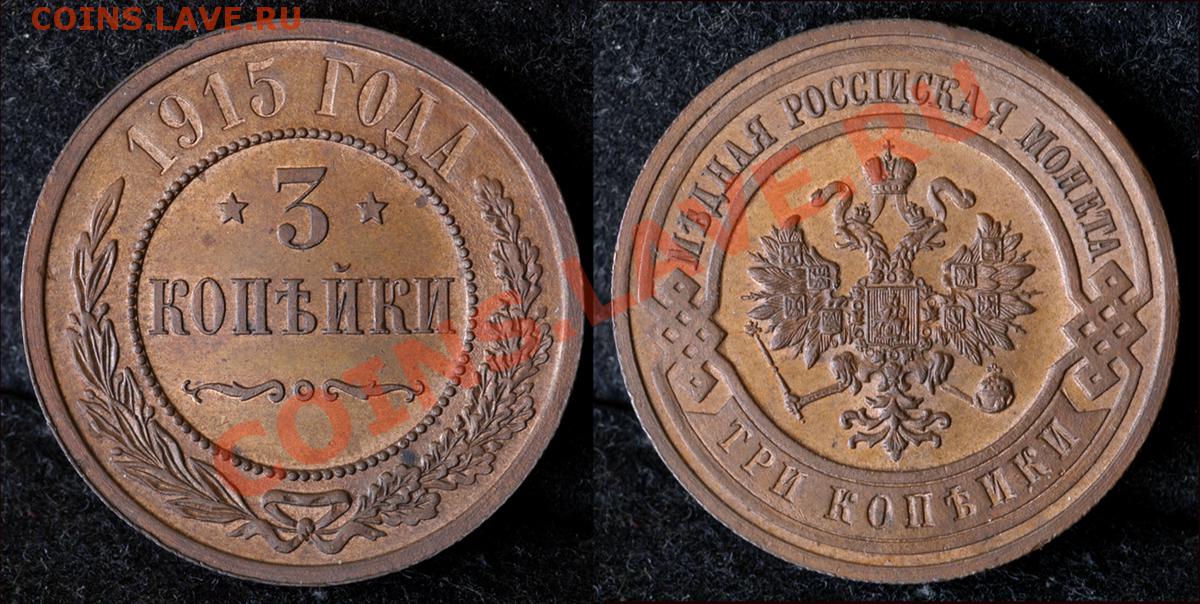 COINS.LAVE.RU
1915 ГОДА
3
КОПѢЙКИ
МѢДНАЯ РОССІЙСКАЯ МОНЕТА
ТРИ КОПѢЙКИ
COINS.LAVE.RU